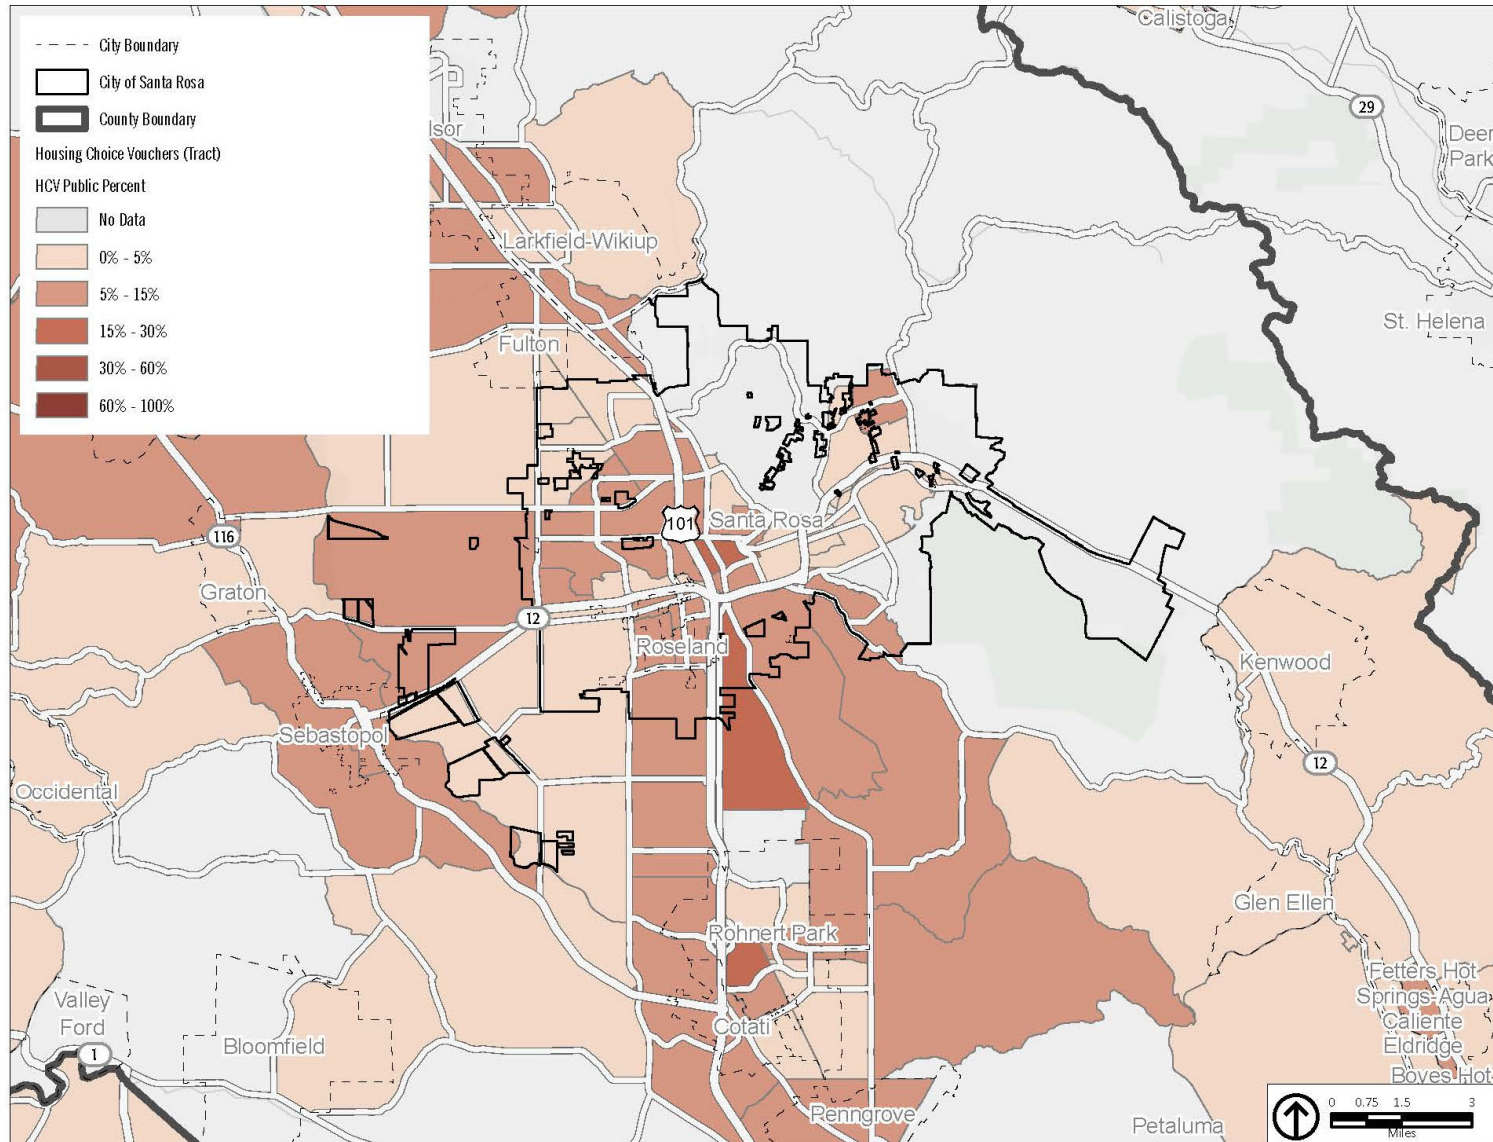 City Boundary
City of Santa Rosa
County Boundary
Housing Choice Vouchers (Tract)
HCV Public Percent
No Data
0% - 5%
5% - 15%
15% - 30%
30% - 60%
60% - 100%
Calistoga
29
Deer
Park
lsor
Larkfield-Wikiup
St. Helena
Fulton
101
Santa Rosa
116
Graton
12
Roseland
Kenwood
Sebastopol
12
Occidental
Glen Ellen
Rohnert Park
Fetters Hot
Springs-Agua
Caliente
Eldridge
Boyes Hot
Valley
Ford
1
Bloomfield
Cotati
Penngrove
Petaluma
0 0.75 1.5 3
Miles